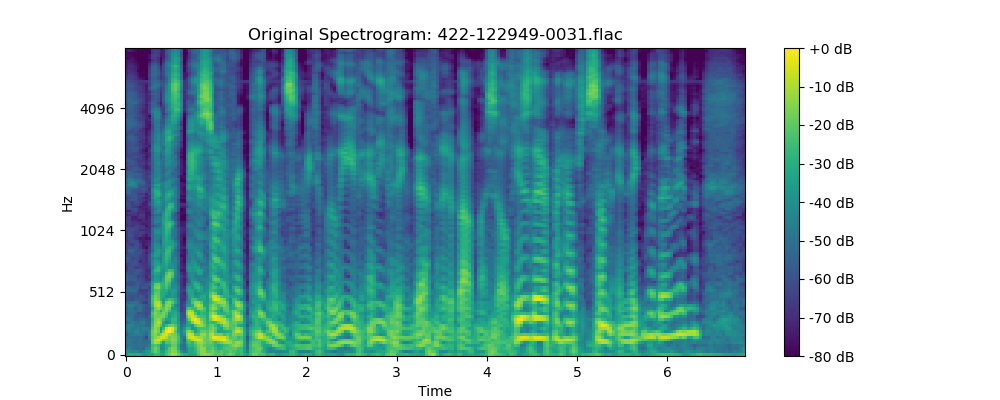 Original Spectrogram: 422-122949-0031.flac
Hz
4096
2048
1024
512
0
0 1 2 3 4 5 6
Time
+0 dB
-10 dB
-20 dB
-30 dB
-40 dB
-50 dB
-60 dB
-70 dB
-80 dB